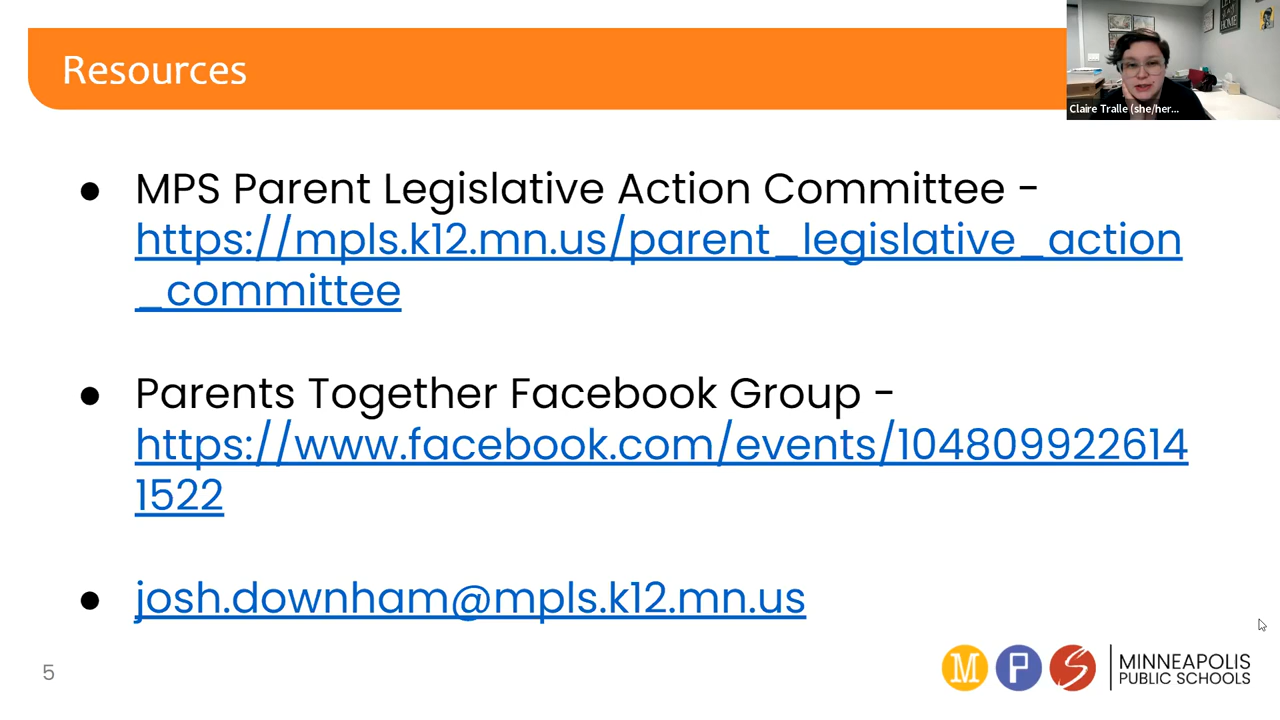 Resources
Claire Tralle (she/her...
● MPS Parent Legislative Action Committee -
https://mpls.k12.mn.us/parent_legislative_action
_committee
● Parents Together Facebook Group -
https://www.facebook.com/events/104809922614
1522
● josh.downham@mpls.k12.mn.us
5
M P S
MINNEAPOLIS
PUBLIC SCHOOLS